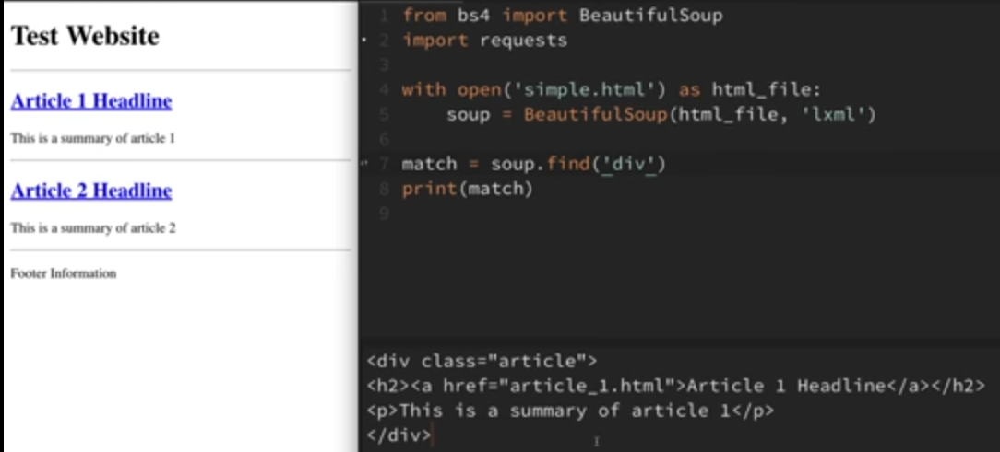 Test Website
Article 1 Headline
This is a summary of article 1
Article 2 Headline
This is a summary of article 2
Footer Information
1 from bs4 import BeautifulSoup
2 import requests
3
4 with open('simple.html') as html_file:
5     soup = BeautifulSoup(html_file, 'lxml')
6
7 match = soup.find('div')
8 print(match)
9
<div class="article">
<h2><a href="article_1.html">Article 1 Headline</a></h2>
<p>This is a summary of article 1</p>
</div>